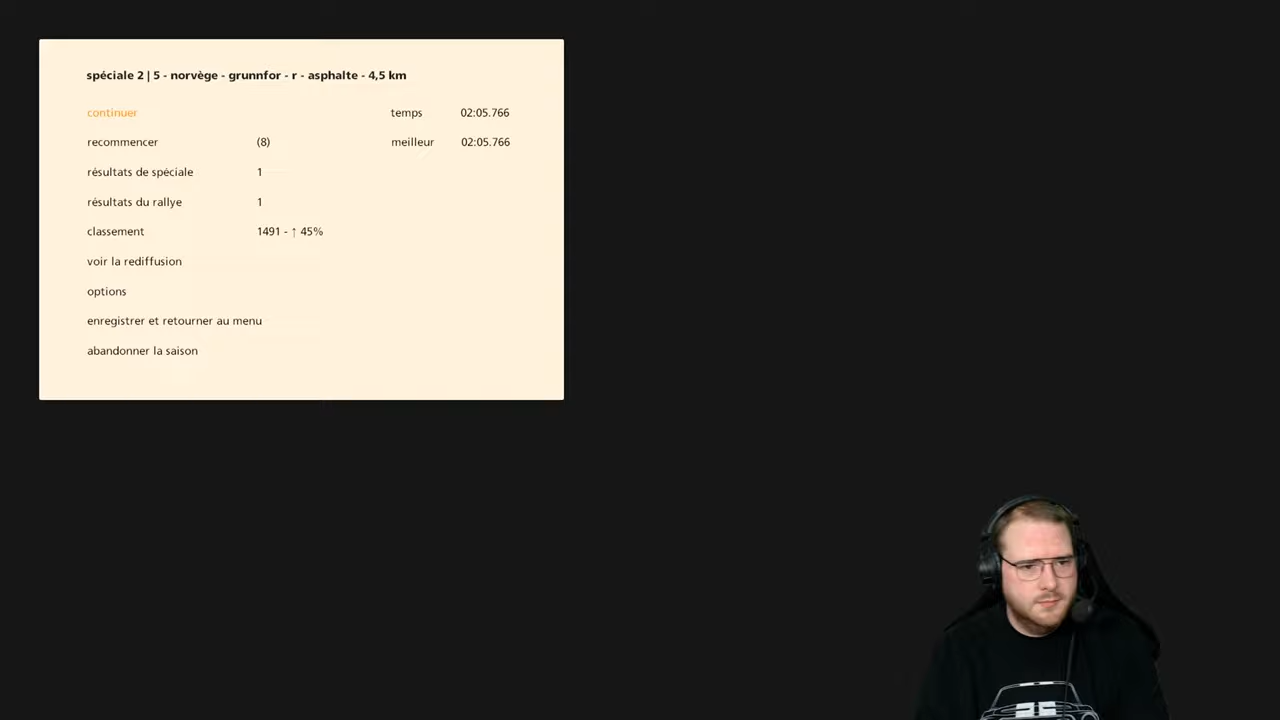 spéciale 2 | 5 - norvège - grunnfor - r - asphalte - 4,5 km
continuer temps 02:05.766
recommencer (8) meilleur 02:05.766
résultats de spéciale 1
résultats du rallye 1
classement 1491 - ↑ 45%
voir la rediffusion
options
enregistrer et retourner au menu
abandonner la saison